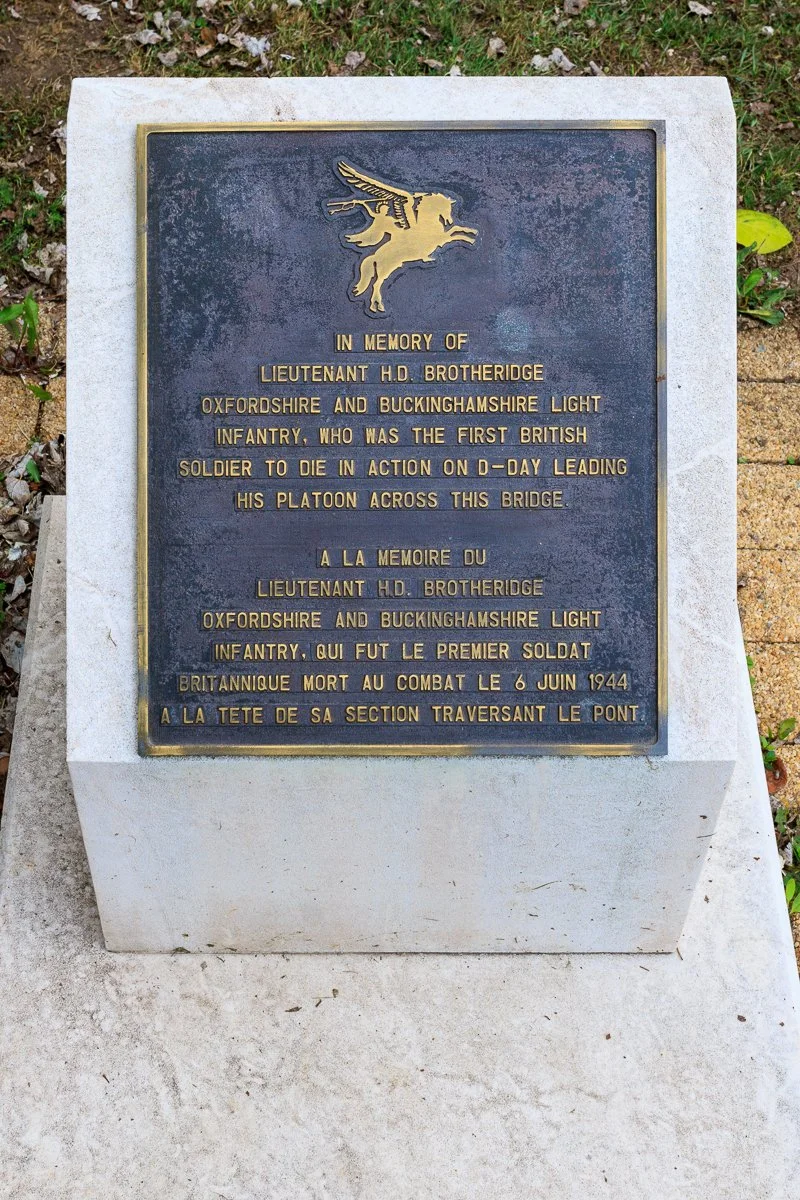 IN MEMORY OF
LIEUTENANT H.D. BROTHERIDGE
OXFORDSHIRE AND BUCKINGHAMSHIRE LIGHT
INFANTRY, WHO WAS THE FIRST BRITISH
SOLDIER TO DIE IN ACTION ON D-DAY LEADING
HIS PLATOON ACROSS THIS BRIDGE.
A LA MEMOIRE DU
LIEUTENANT H.D. BROTHERIDGE
OXFORDSHIRE AND BUCKINGHAMSHIRE LIGHT
INFANTRY, QUI FUT LE PREMIER SOLDAT
BRITANNIQUE MORT AU COMBAT LE 6 JUIN 1944
A LA TETE DE SA SECTION TRAVERSANT LE PONT.